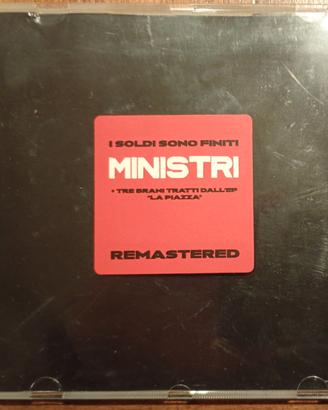 I SOLDI SONO FINITI
MINISTRI
+ TRE BRANI TRATTI DALL'EP
"LA PIAZZA"
REMASTERED